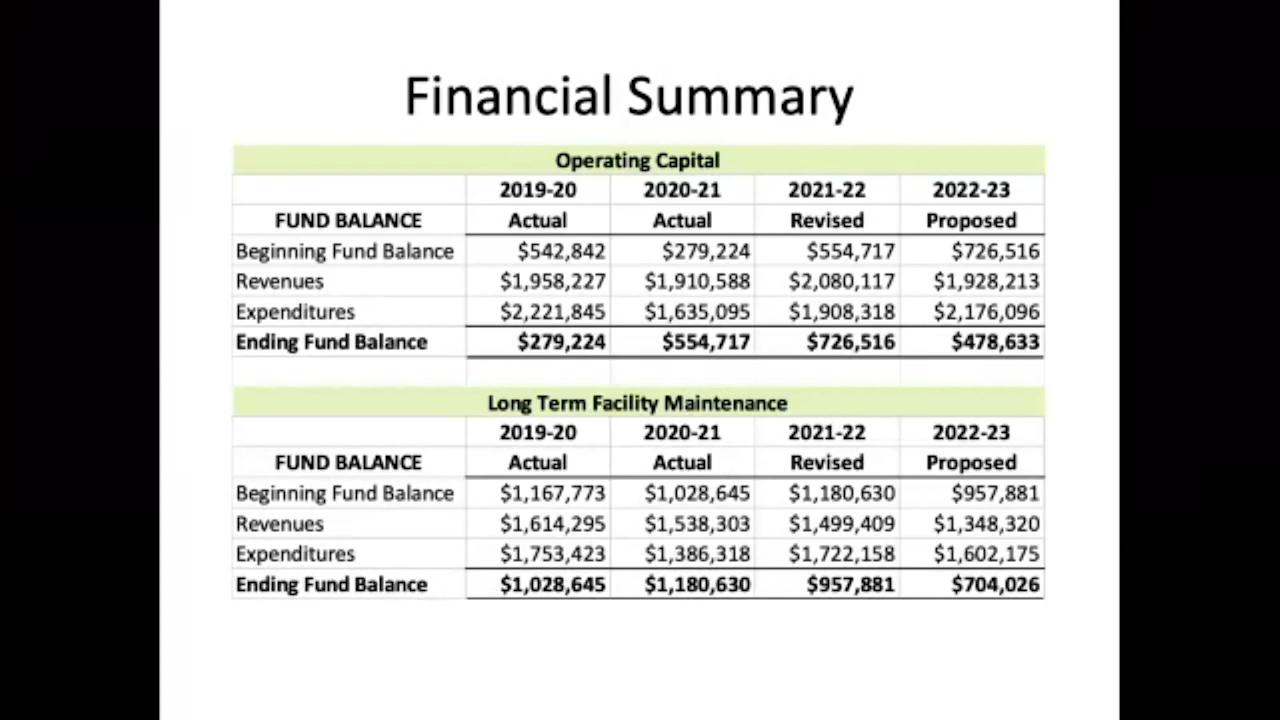 Financial Summary
Operating Capital
2019-20 2020-21 2021-22 2022-23
FUND BALANCE Actual Actual Revised Proposed
Beginning Fund Balance $542,842 $279,224 $554,717 $726,516
Revenues $1,958,227 $1,910,588 $2,080,117 $1,928,213
Expenditures $2,221,845 $1,635,095 $1,908,318 $2,176,096
Ending Fund Balance $279,224 $554,717 $726,516 $478,633
Long Term Facility Maintenance
2019-20 2020-21 2021-22 2022-23
FUND BALANCE Actual Actual Revised Proposed
Beginning Fund Balance $1,167,773 $1,028,645 $1,180,630 $957,881
Revenues $1,614,295 $1,538,303 $1,499,409 $1,348,320
Expenditures $1,753,423 $1,386,318 $1,722,158 $1,602,175
Ending Fund Balance $1,028,645 $1,180,630 $957,881 $704,026